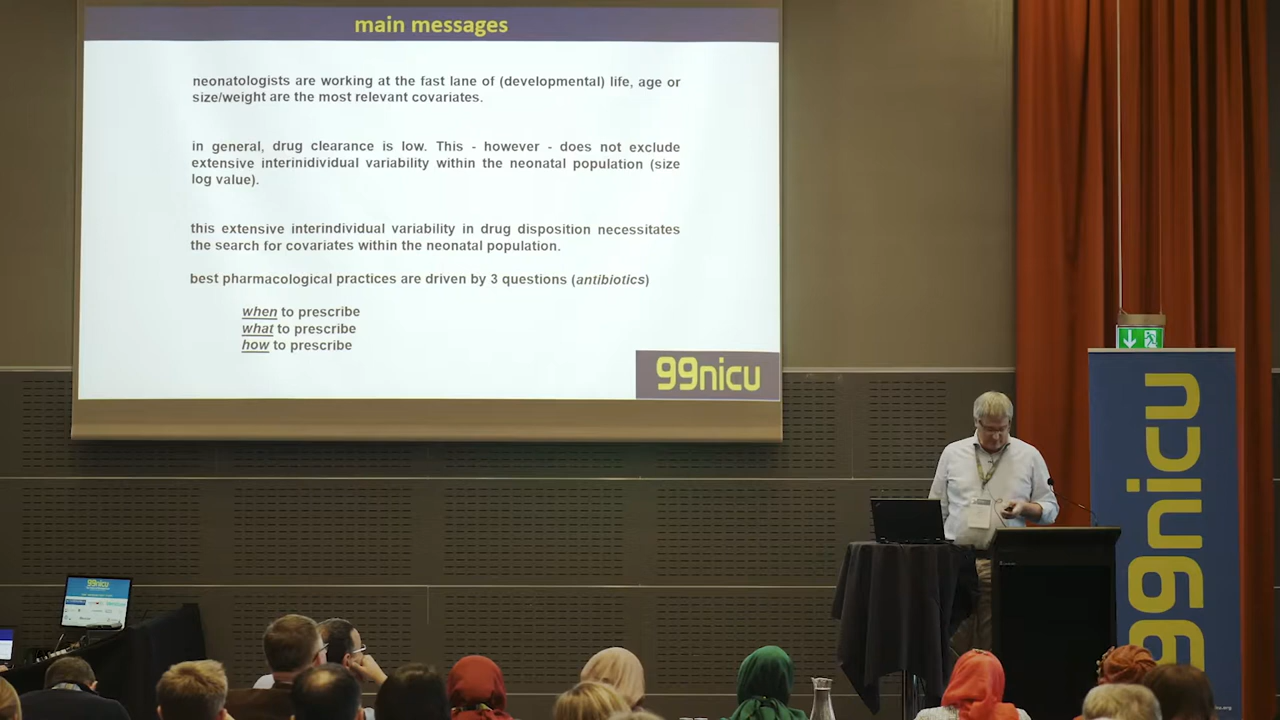 main messages
neonatologists are working at the fast lane of (developmental) life, age or
size/weight are the most relevant covariates.
in general, drug clearance is low. This - however - does not exclude
extensive interinidividual variability within the neonatal population (size
log value).
this extensive interindividual variability in drug disposition necessitates
the search for covariates within the neonatal population.
best pharmacological practices are driven by 3 questions (antibiotics)
when to prescribe
what to prescribe
how to prescribe
99nicu
99nicu
99nicu